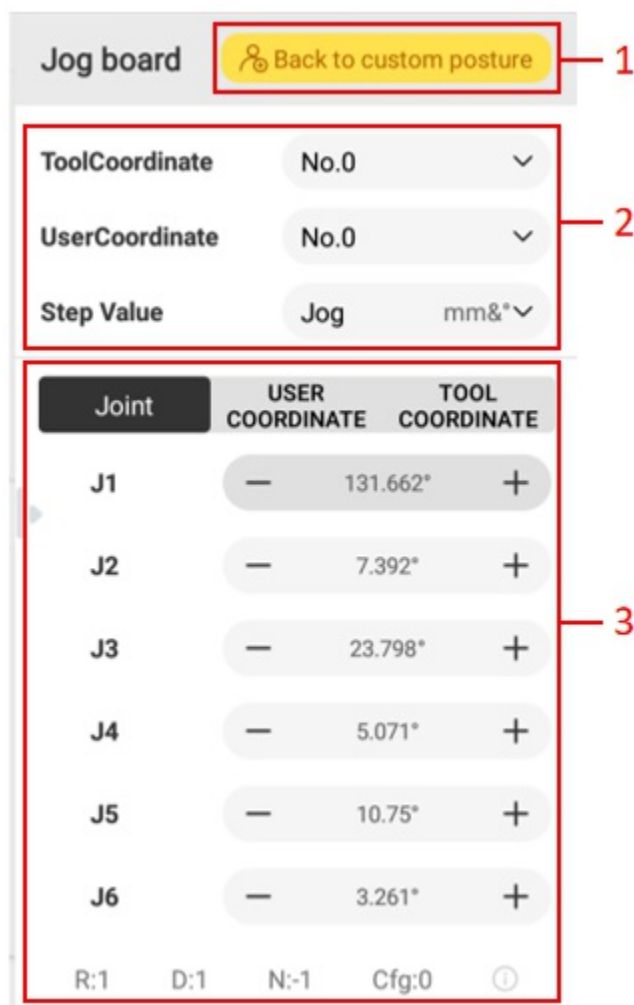 Jog board Back to custom posture 1
ToolCoordinate No.0
UserCoordinate No.0 2
Step Value Jog mm&°
Joint USER COORDINATE TOOL COORDINATE
J1 — 131.662° +
J2 — 7.392° +
J3 — 23.798° + 3
J4 — 5.071° +
J5 — 10.75° +
J6 — 3.261° +
R:1 D:1 N:-1 Cfg:0